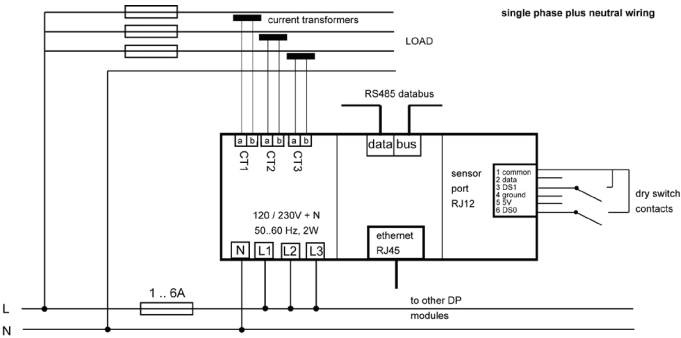 single phase plus neutral wiring
current transformers
LOAD
RS485 databus
a b a b a b
CT1 CT2 CT3
data bus
sensor
port
RJ12
1 common
2 data
3 DS1
4 ground
5 5V
6 DS0
dry switch
contacts
120 / 230V + N
50..60 Hz, 2W
ethernet
RJ45
N L1 L2 L3
1 .. 6A
to other DP
modules
L
N